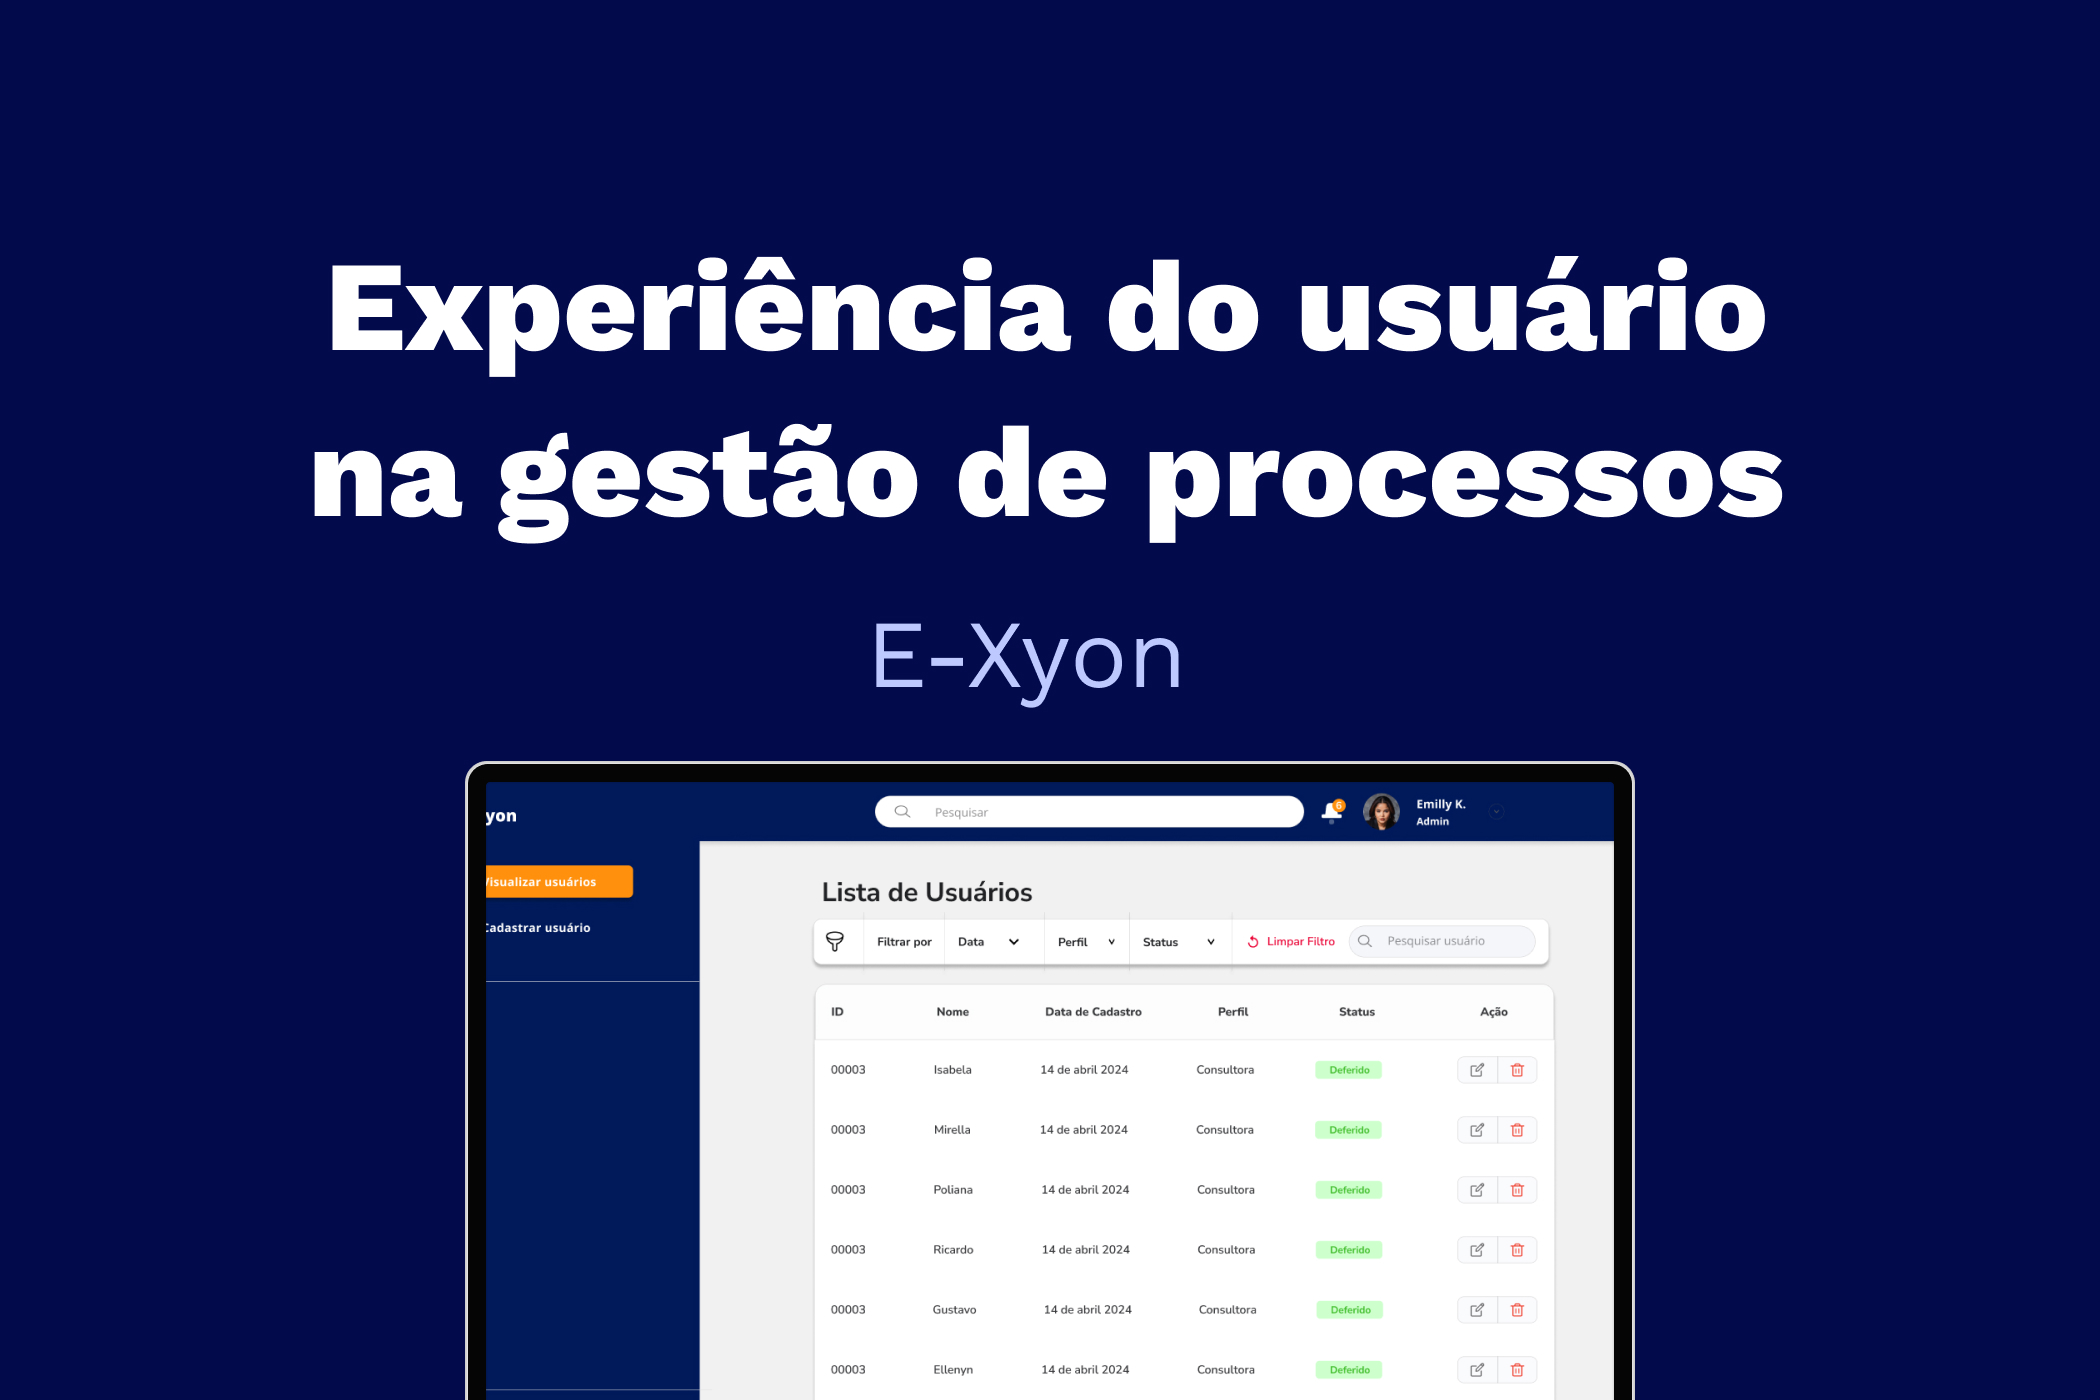 Experiência do usuário
na gestão de processos
E-Xyon
yon
Pesquisar
6
Emilly K.
Admin
Visualizar usuários
Cadastrar usuário
Lista de Usuários
Filtrar por Data Perfil Status Limpar Filtro Pesquisar usuário
ID Nome Data de Cadastro Perfil Status Ação
00003 Isabela 14 de abril 2024 Consultora Deferido
00003 Mirella 14 de abril 2024 Consultora Deferido
00003 Poliana 14 de abril 2024 Consultora Deferido
00003 Ricardo 14 de abril 2024 Consultora Deferido
00003 Gustavo 14 de abril 2024 Consultora Deferido
00003 Ellenyn 14 de abril 2024 Consultora Deferido